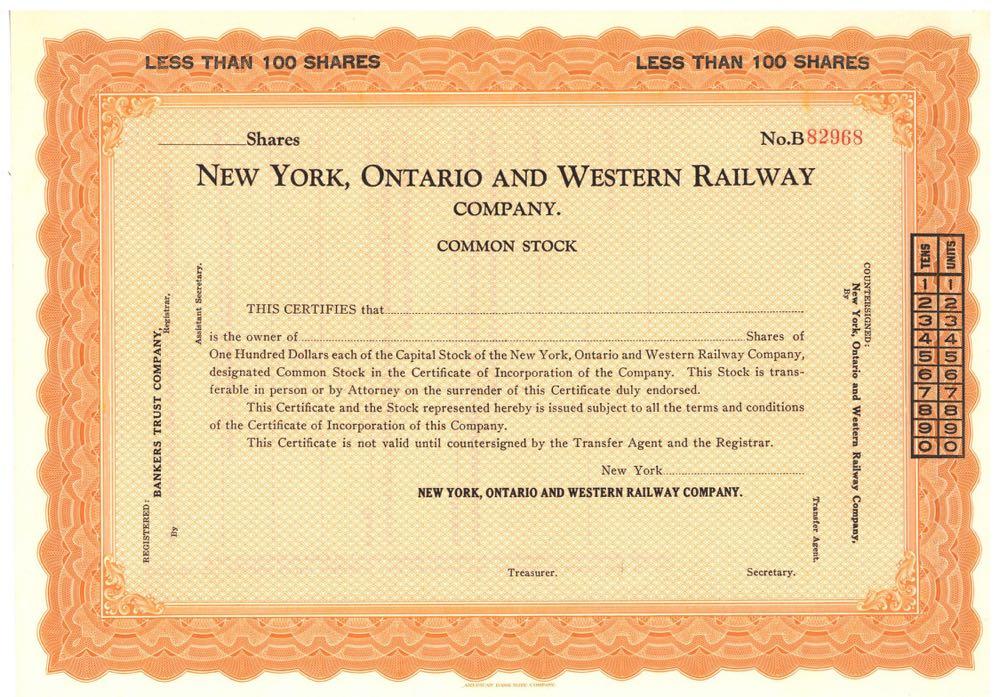 LESS THAN 100 SHARES
LESS THAN 100 SHARES
Shares
No.B82968
NEW YORK, ONTARIO AND WESTERN RAILWAY
COMPANY.
COMMON STOCK
THIS CERTIFIES that
is the owner of Shares of
One Hundred Dollars each of the Capital Stock of the New York, Ontario and Western Railway Company,
designated Common Stock in the Certificate of Incorporation of the Company. This Stock is trans-
ferable in person or by Attorney on the surrender of this Certificate duly endorsed.
This Certificate and the Stock represented hereby is issued subject to all the terms and conditions
of the Certificate of Incorporation of this Company.
This Certificate is not valid until countersigned by the Transfer Agent and the Registrar.
New York
NEW YORK, ONTARIO AND WESTERN RAILWAY COMPANY.
Treasurer.
Secretary.
REGISTERED:
BANKERS TRUST COMPANY,
Registrar,
By
Assistant Secretary.
COUNTERSIGNED:
New York, Ontario and Western Railway Company,
By
Transfer Agent.
TENS UNITS
1 1
2 2
3 3
4 4
5 5
6 6
7 7
8 8
9 9
0 0
AMERICAN BANK NOTE COMPANY.